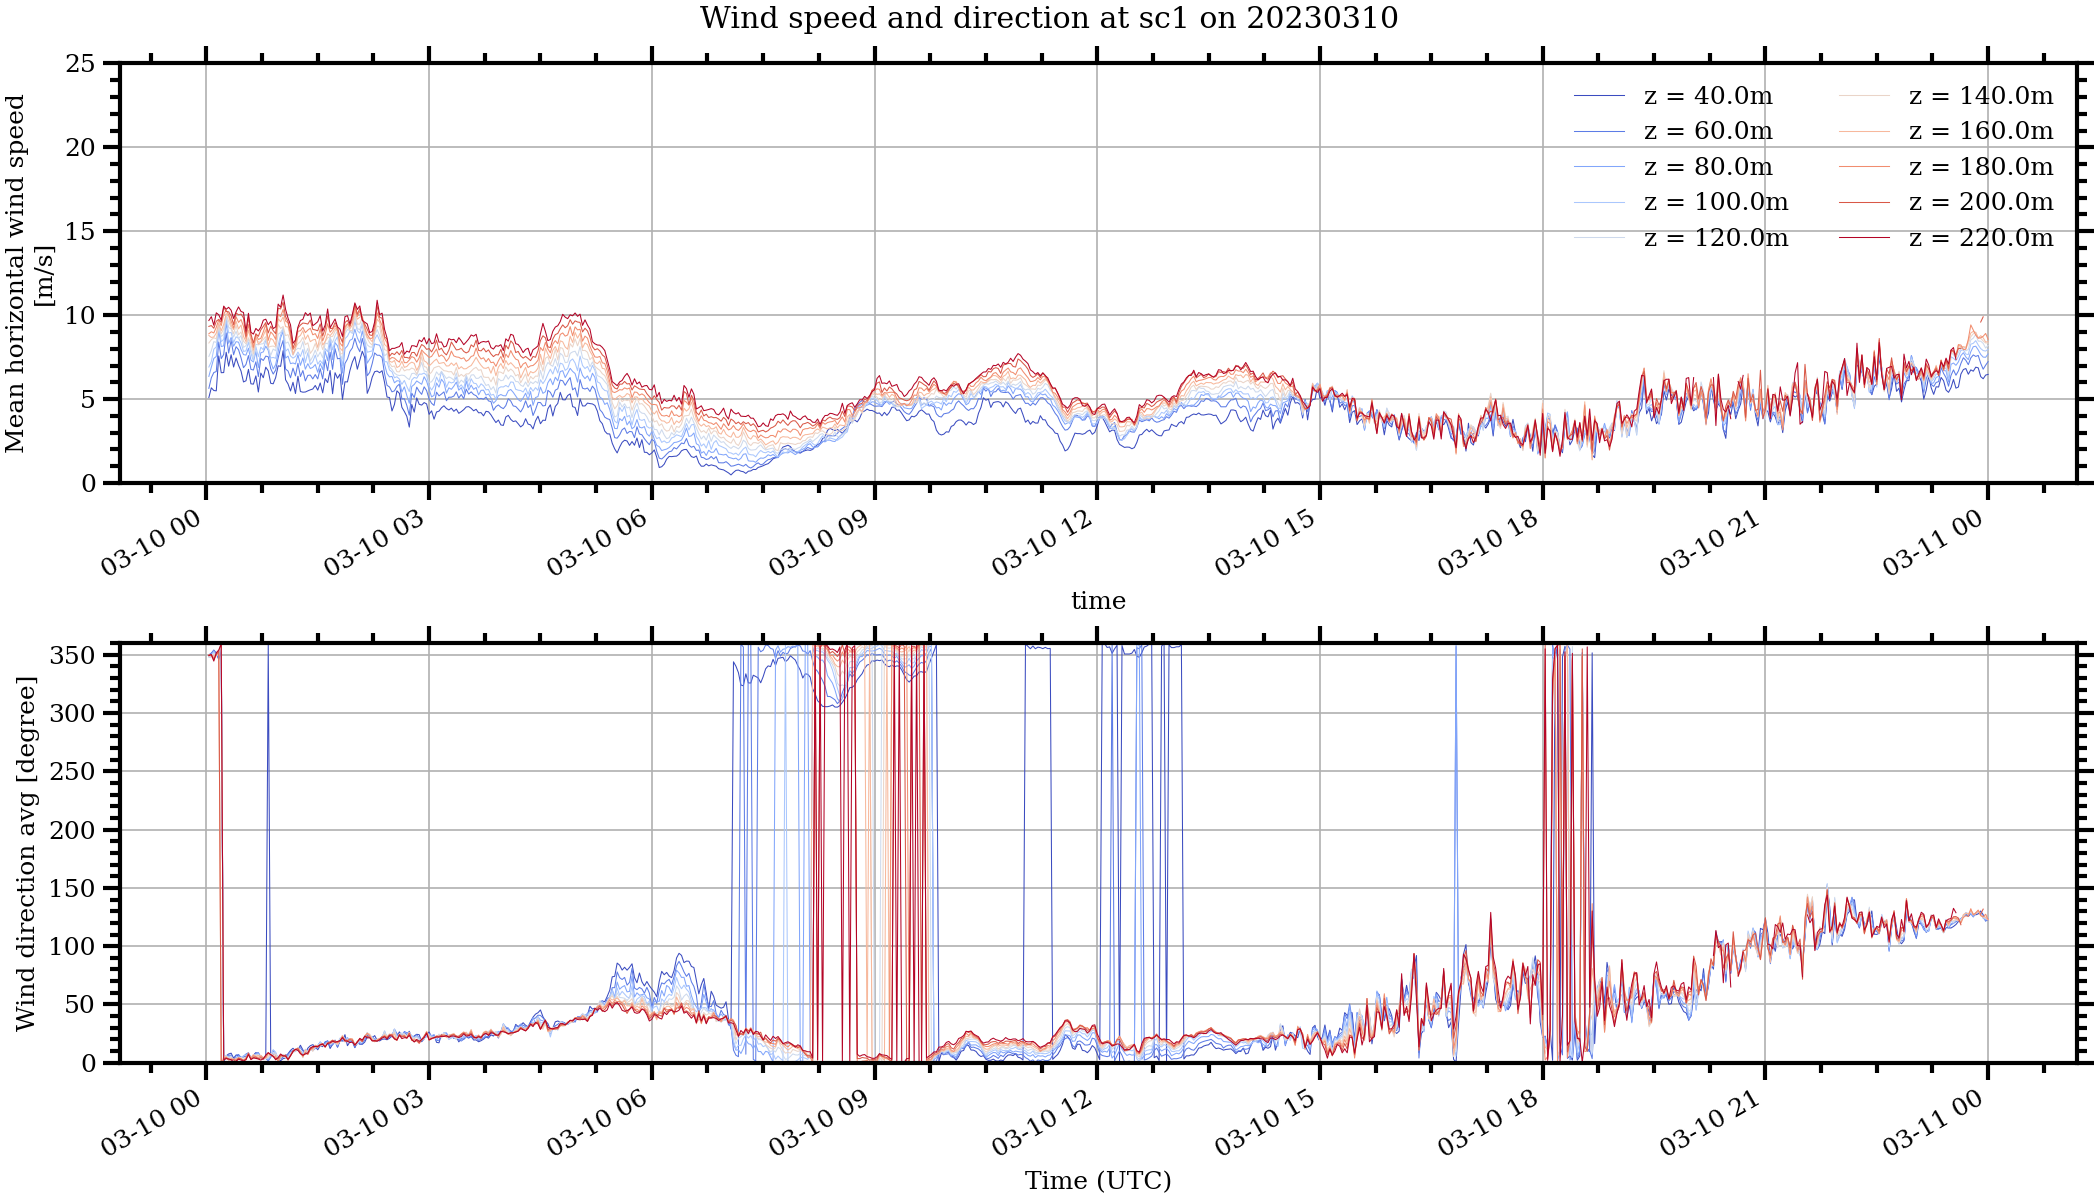 Wind speed and direction at sc1 on 20230310
Mean horizontal wind speed
[m/s]
25
20
15
10
5
0
z = 40.0m
z = 60.0m
z = 80.0m
z = 100.0m
z = 120.0m
z = 140.0m
z = 160.0m
z = 180.0m
z = 200.0m
z = 220.0m
03-10 00
03-10 03
03-10 06
03-10 09
03-10 12
03-10 15
03-10 18
03-10 21
03-11 00
time
Wind direction avg [degree]
350
300
250
200
150
100
50
0
03-10 00
03-10 03
03-10 06
03-10 09
03-10 12
03-10 15
03-10 18
03-10 21
03-11 00
Time (UTC)